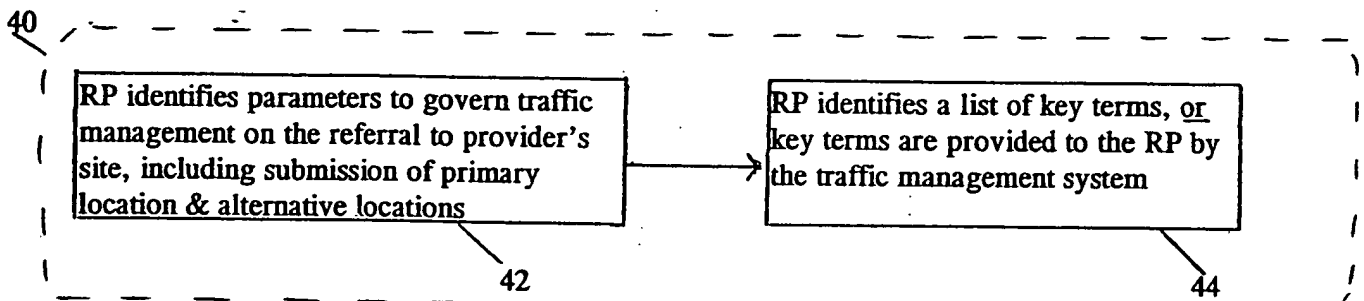 40
RP identifies parameters to govern traffic
management on the referral to provider's
site, including submission of primary
location & alternative locations
42
RP identifies a list of key terms, or
key terms are provided to the RP by
the traffic management system
44